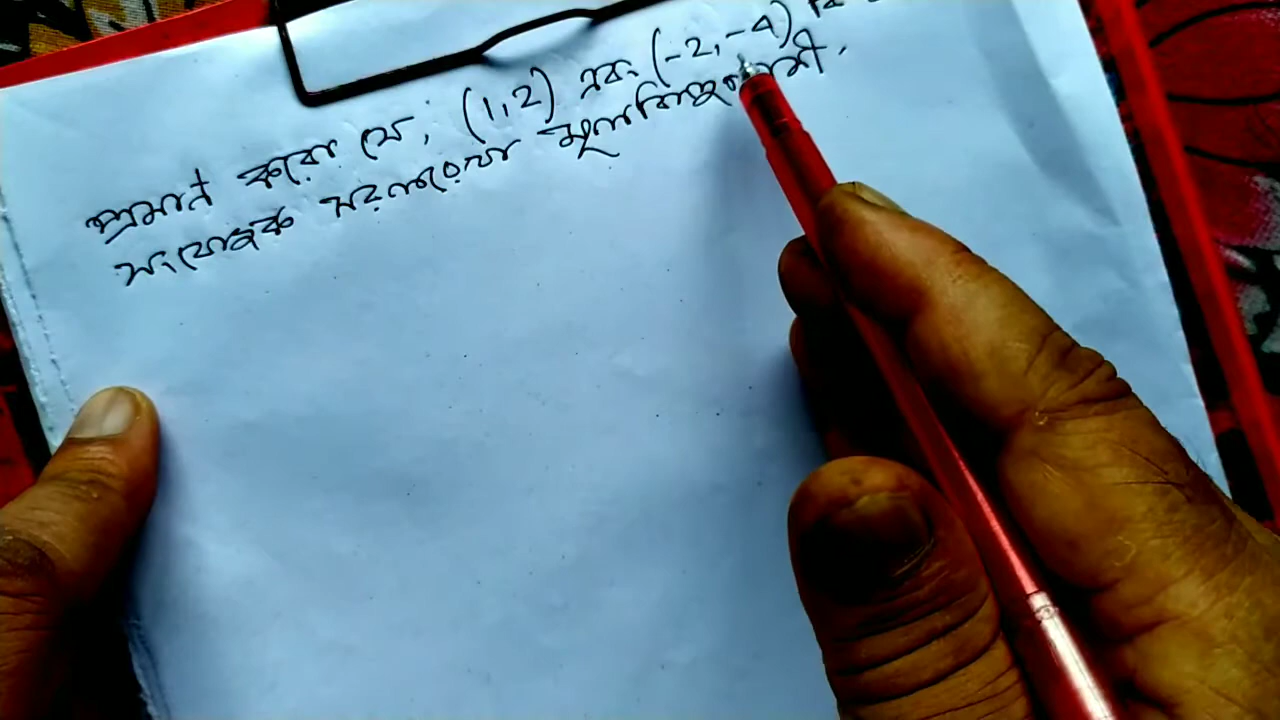 প্রমাণ করো যে, (1,2) এবং (-2,-4)
সংযোজক সরলরেখা মূলবিন্দুগামী.